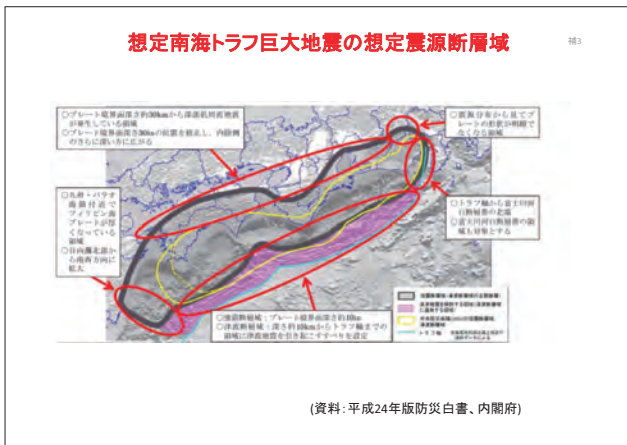 想定南海トラフ巨大地震の想定震源断層域
補3
○プレート境界面深さ約30kmから深部低周波地震
が発生している領域
○プレート境界面深さ30kmの位置を修正し、内陸側
のさらに深い方に広がる
○震源分布から見てプ
レートの形状が明瞭で
なくなる領域
○九州・パラオ
海嶺付近で
フィリピン海
プレートが厚
くなっている
領域
○日向灘北部か
ら南西方向に
拡大
○トラフ軸から富士川河
口断層帯の北端
○富士川河口断層帯の領
域も対象とする
○強震断層域：プレート境界面深さ約10km
○津波断層域：深さ約10kmからトラフ軸までの
領域に津波地震を引き起こすすべりを設定
トラフ軸
(資料：平成24年版防災白書、内閣府)